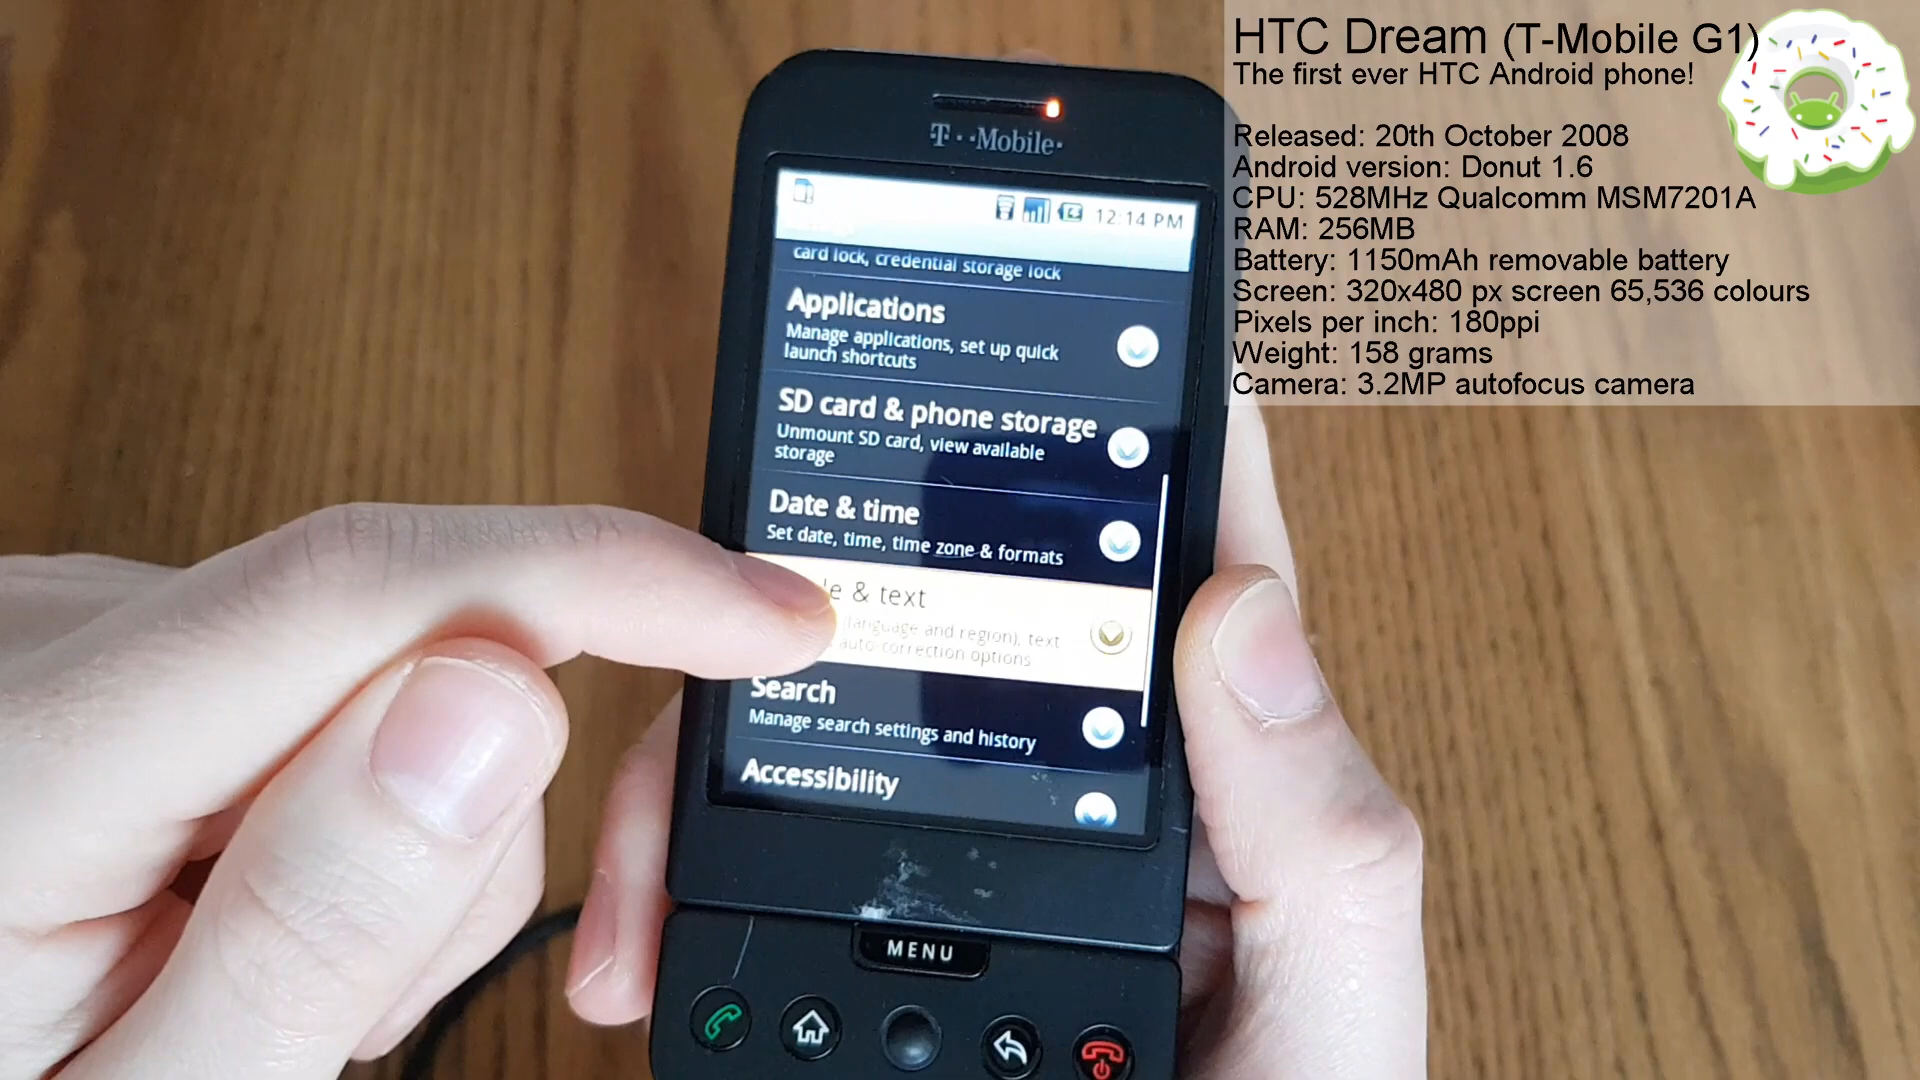 HTC Dream (T-Mobile G1)
The first ever HTC Android phone!
Released: 20th October 2008
Android version: Donut 1.6
CPU: 528MHz Qualcomm MSM7201A
RAM: 256MB
Battery: 1150mAh removable battery
Screen: 320x480 px screen 65,536 colours
Pixels per inch: 180ppi
Weight: 158 grams
Camera: 3.2MP autofocus camera
T··Mobile·
12:14 PM
card lock, credential storage lock
Applications
Manage applications, set up quick
launch shortcuts
SD card & phone storage
Unmount SD card, view available
storage
Date & time
Set date, time, time zone & formats
& text
(language and region), text
auto-correction options
Search
Manage search settings and history
Accessibility
MENU